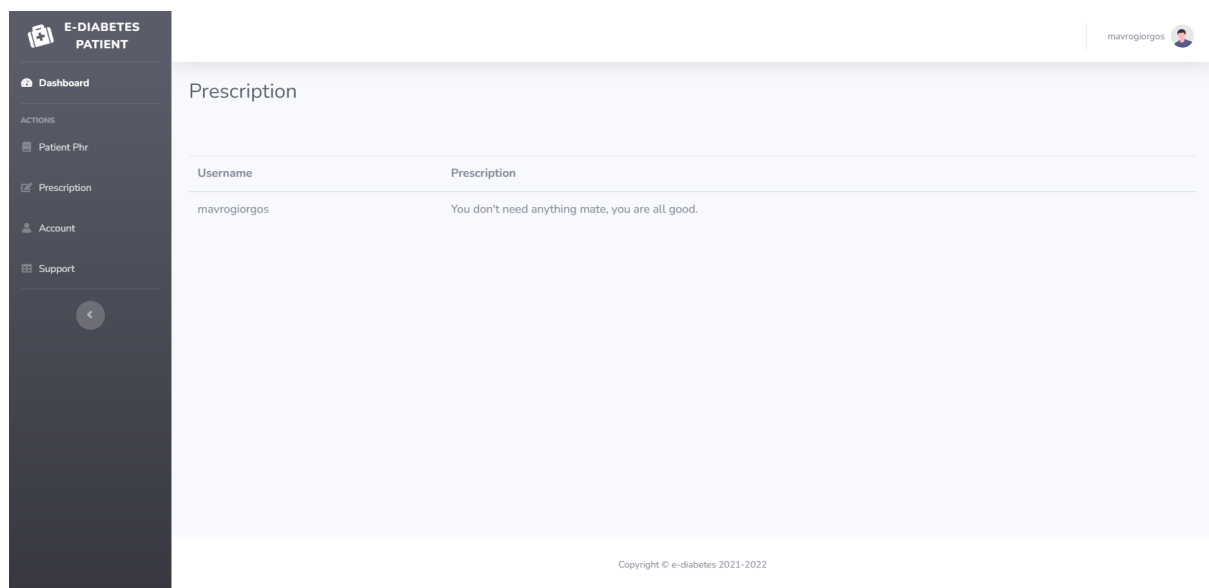 E-DIABETES
PATIENT
mavrogiorgos
Dashboard
Prescription
ACTIONS
Patient Phr
Username Prescription
Prescription
mavrogiorgos You don't need anything mate, you are all good.
Account
Support
Copyright © e-diabetes 2021-2022